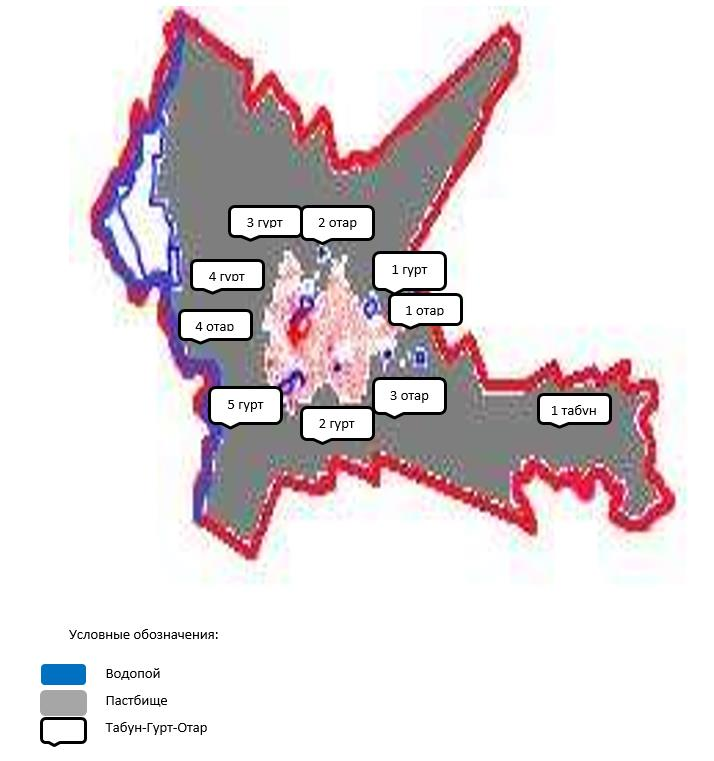 3 гурт
2 отар
1 гурт
4 гурт
1 отар
4 отар
3 отар
5 гурт
1 табун
2 гурт
Условные обозначения:
Водопой
Пастбище
Табун-Гурт-Отар